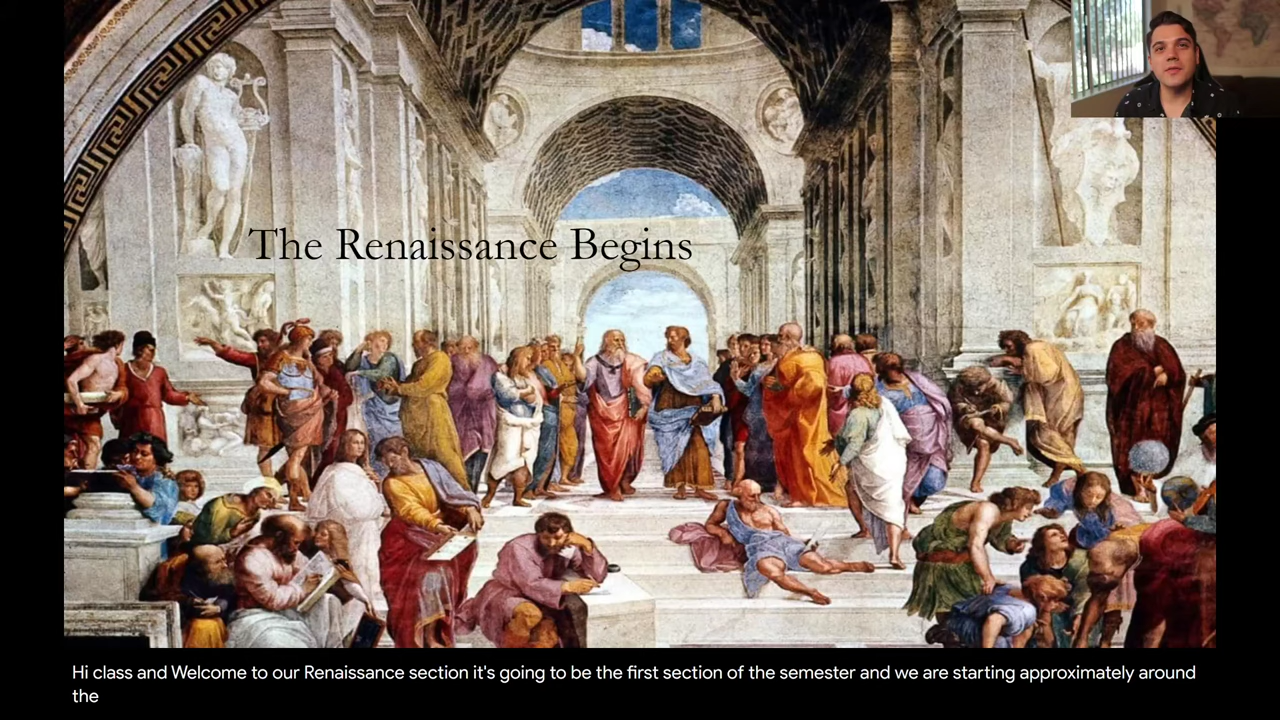 The Renaissance Begins
Hi class and Welcome to our Renaissance section it's going to be the first section of the semester and we are starting approximately around
the